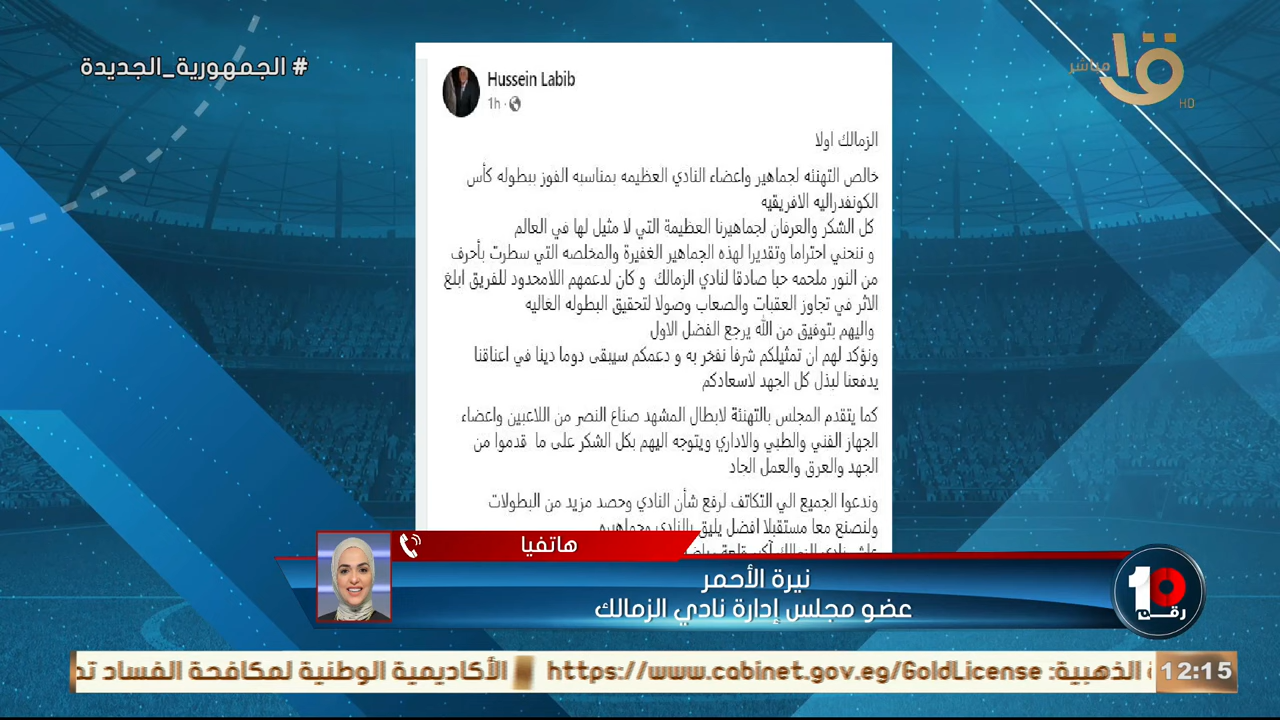 # الجمهورية_الجديدة
مباشر
HD
Hussein Labib
1h
الزمالك اولا
خالص التهنئه لجماهير واعضاء النادي العظيمه بمناسبه الفوز ببطوله كأس
الكونفدراليه الافريقيه
كل الشكر والعرفان لجماهيرنا العظيمة التي لا مثيل لها في العالم
و ننحني احتراما وتقديرا لهذه الجماهير الغفيرة والمخلصه التي سطرت بأحرف
من النور ملحمه حبا صادقا لنادي الزمالك و كان لدعمهم اللامحدود للفريق ابلغ
الاثر في تجاوز العقبات والصعاب وصولا لتحقيق البطوله الغاليه
واليهم بتوفيق من الله يرجع الفضل الاول
ونؤكد لهم ان تمثيلكم شرفا نفخر به و دعمكم سيبقى دوما دينا في اعناقنا
يدفعنا لبذل كل الجهد لاسعادكم
كما يتقدم المجلس بالتهنئة لابطال المشهد صناع النصر من اللاعبين واعضاء
الجهاز الفني والطبي والاداري ويتوجه اليهم بكل الشكر على ما قدموا من
الجهد والعرق والعمل الجاد
وندعوا الجميع الي التكاتف لرفع شأن النادي وحصد مزيد من البطولات
ولنصنع معا مستقبلا افضل يليق بالنادي وجماهيره
هاتفيا
نيرة الأحمر
عضو مجلس إدارة نادي الزمالك
10
رقم
12:15
ة الذهبية: https://www.cabinet.gov.eg/GoldLicense الأكاديمية الوطنية لمكافحة الفساد تد